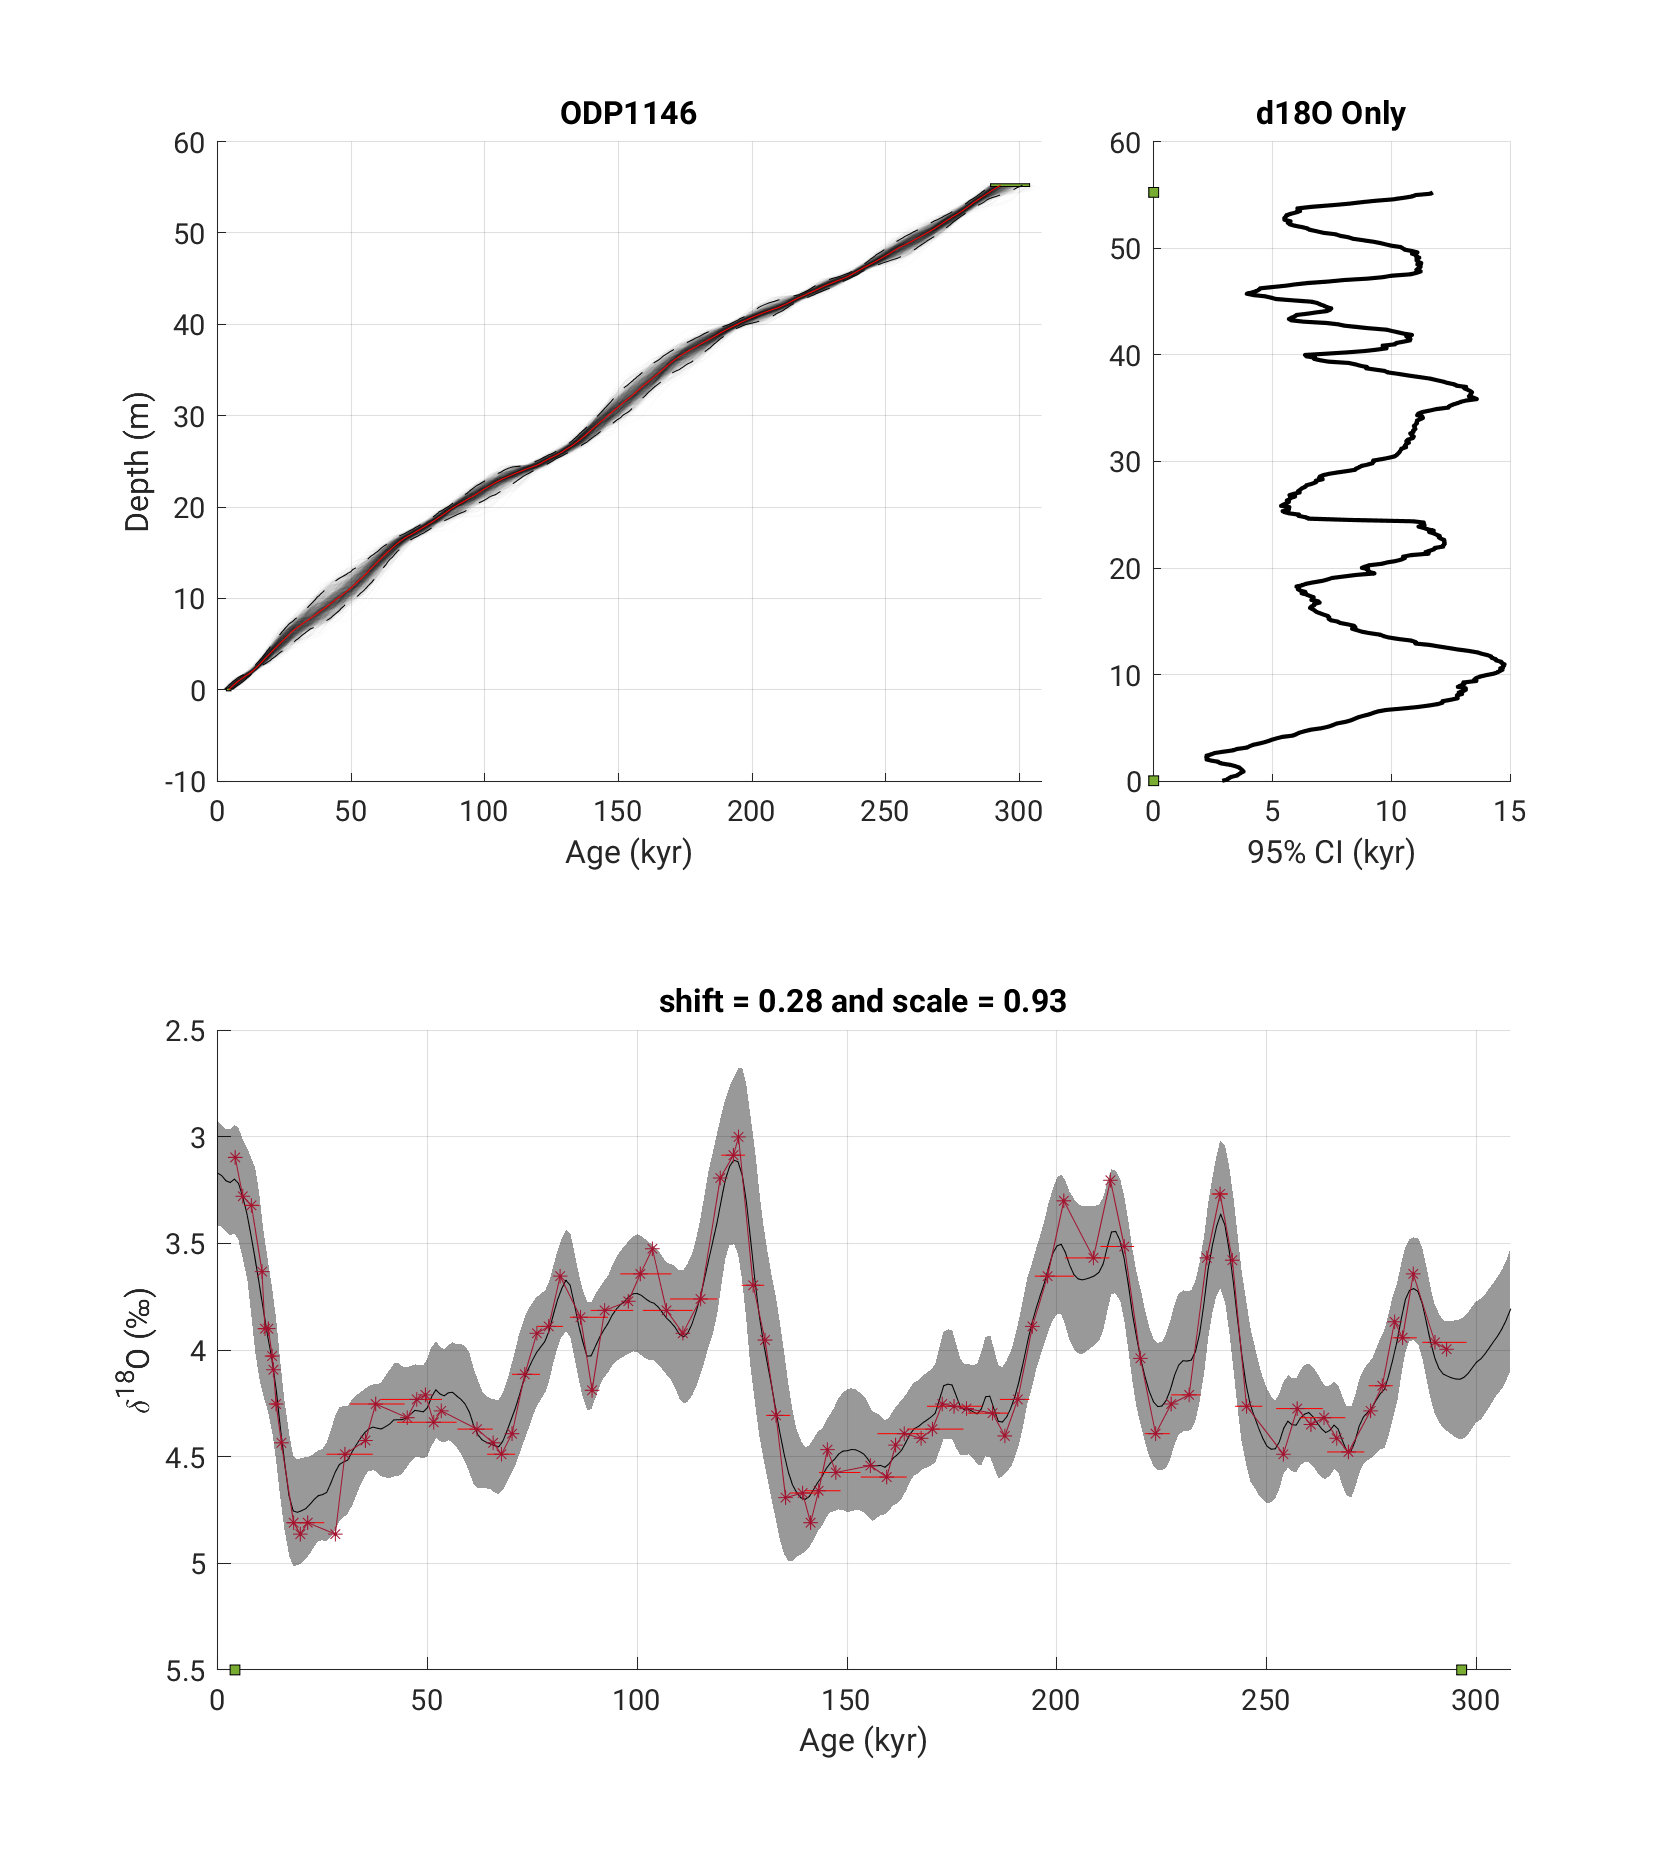 ODP1146
60
50
40
30
20
10
0
-10
Depth (m)
0 50 100 150 200 250 300
Age (kyr)
d18O Only
60
50
40
30
20
10
0
0 5 10 15
95% CI (kyr)
shift = 0.28 and scale = 0.93
2.5
3
3.5
4
4.5
5
5.5
δ¹⁸O (‰)
0 50 100 150 200 250 300
Age (kyr)